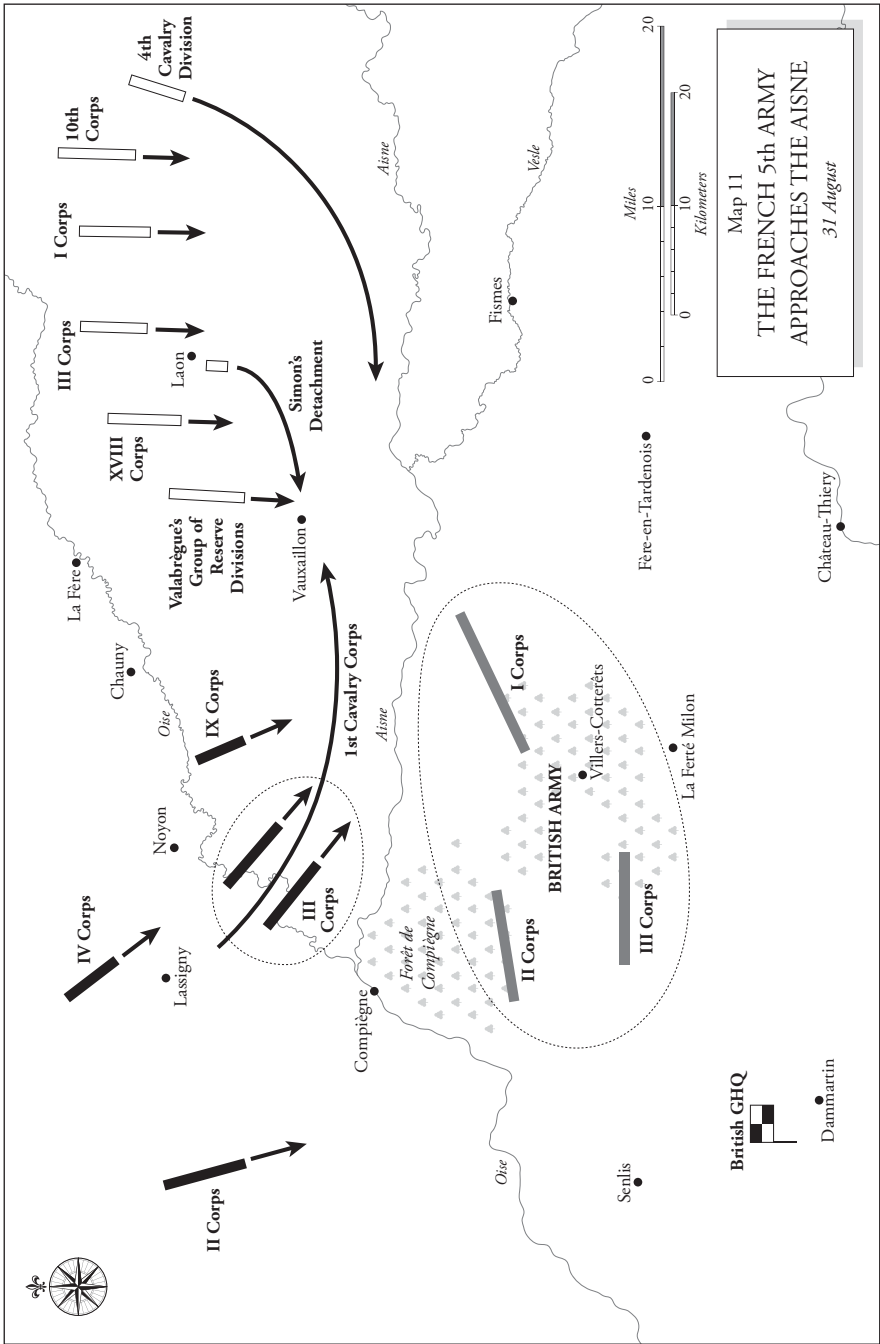 Map 11
THE FRENCH 5th ARMY
APPROACHES THE AISNE
31 August
Miles
0
10
20
0
10
20
Kilometers
II Corps
IV Corps
Lassigny
Noyon
III
Corps
Oise
IX Corps
Chauny
La Fère
1st Cavalry Corps
Valabrègue's
Group of
Reserve
Divisions
Vauxaillon
XVIII
Corps
Simon's
Detachment
III Corps
Laon
I Corps
10th
Corps
4th
Cavalry
Division
Aisne
Aisne
Vesle
Fismes
Compiègne
Forêt de
Compiègne
II Corps
BRITISH ARMY
I Corps
Villers-Cotterêts
III Corps
La Ferté Milon
Fère-en-Tardenois
Château-Thiery
Oise
Senlis
British GHQ
Dammartin